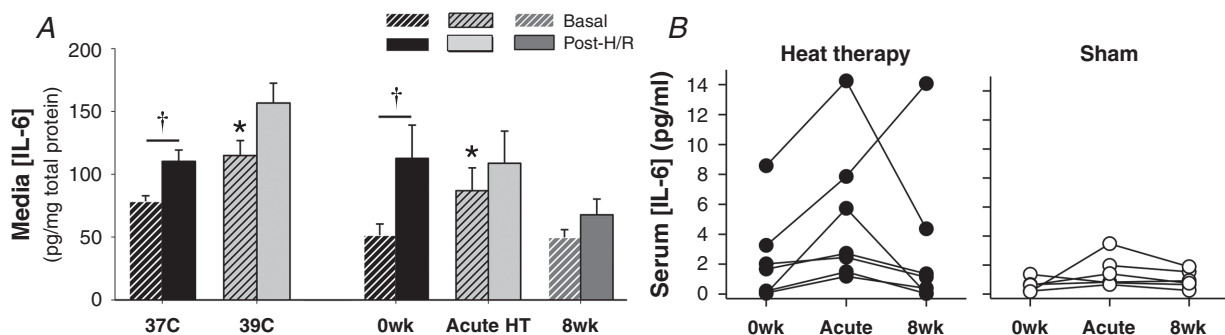 A
Basal
Post-H/R
200
150
100
50
0
Media [IL-6]
(pg/mg total protein)
†
*
†
*
37C 39C 0wk Acute HT 8wk
B
Heat therapy Sham
14
12
10
8
6
4
2
0
Serum [IL-6] (pg/ml)
0wk Acute 8wk 0wk Acute 8wk